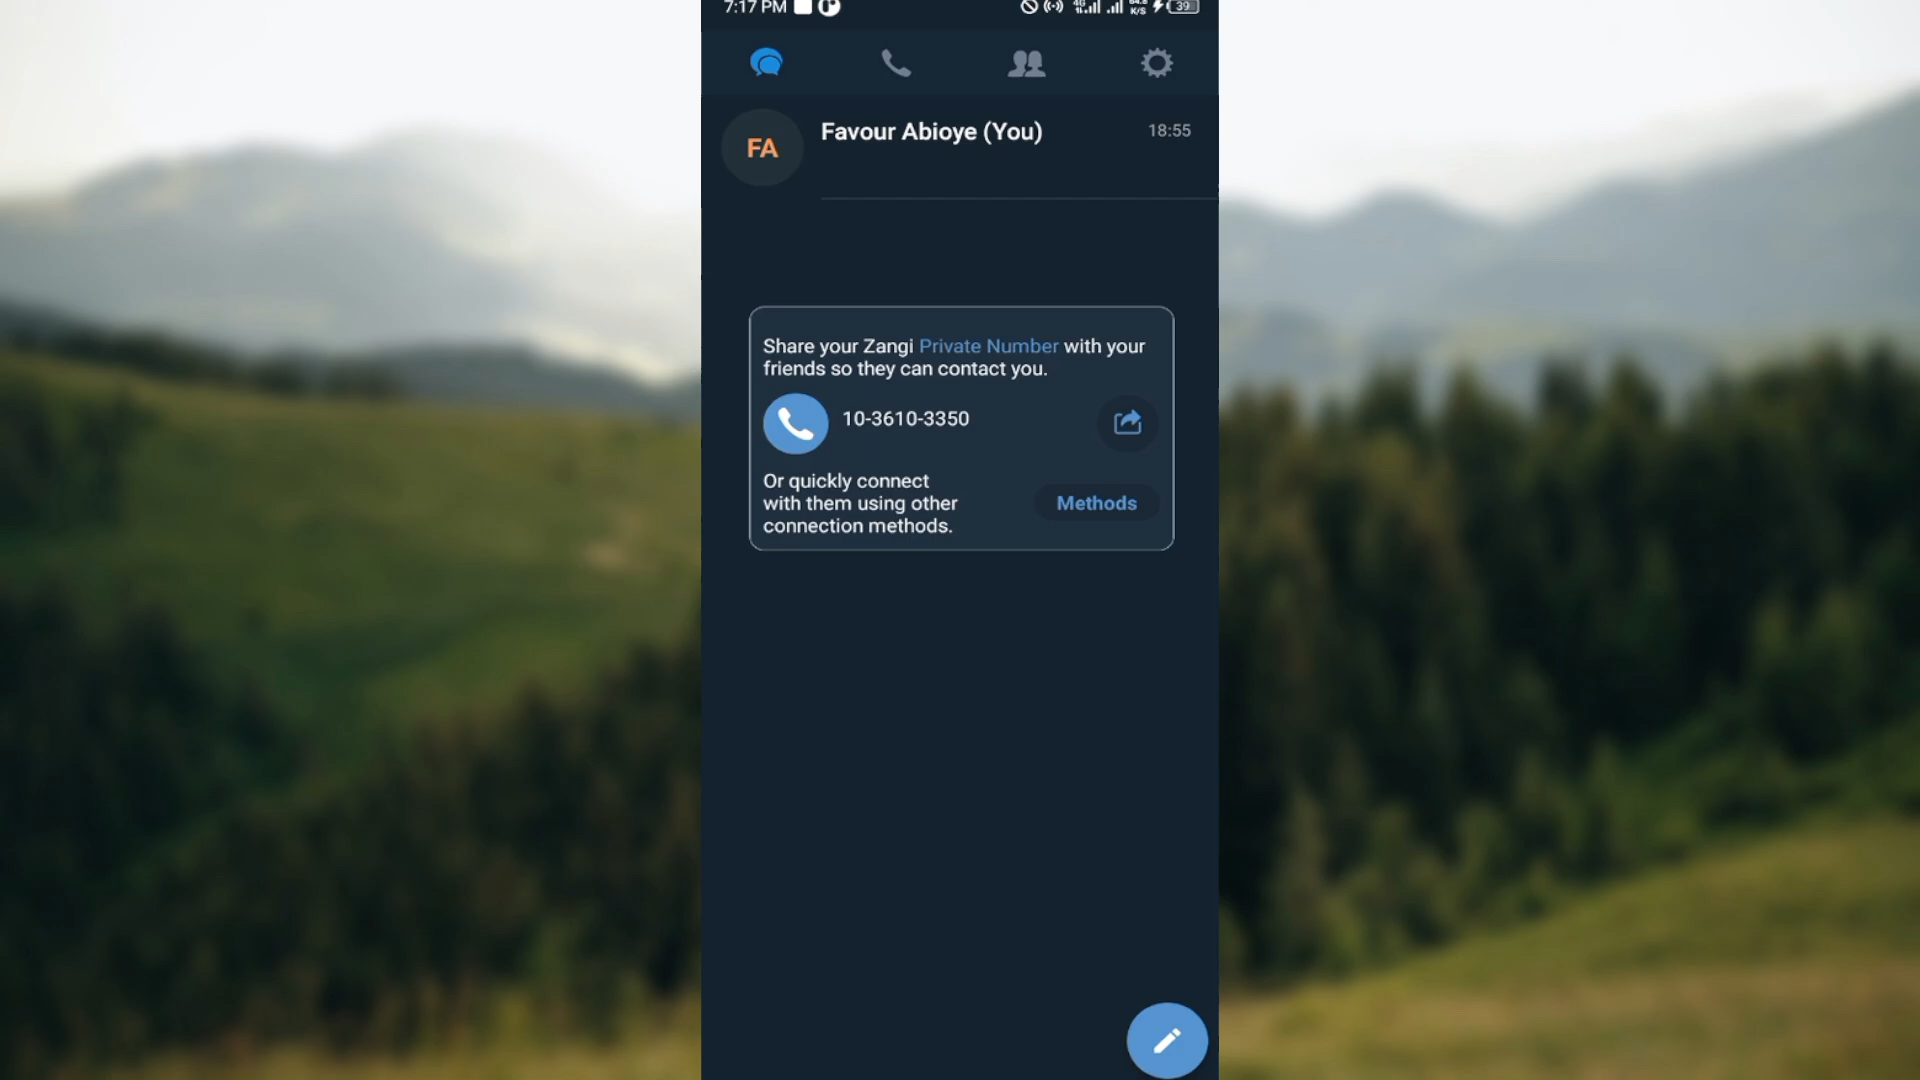 7:17 PM
4G
K/S
39
FA
Favour Abioye (You)
18:55
Share your Zangi Private Number with your
friends so they can contact you.
10-3610-3350
Or quickly connect
with them using other
connection methods.
Methods